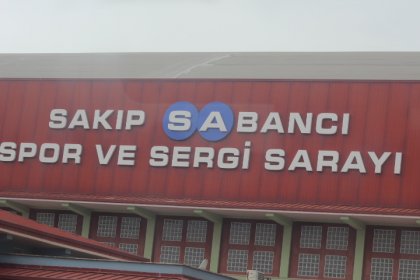 SAKIP SABANCI
SPOR VE SERGİ SARAYI